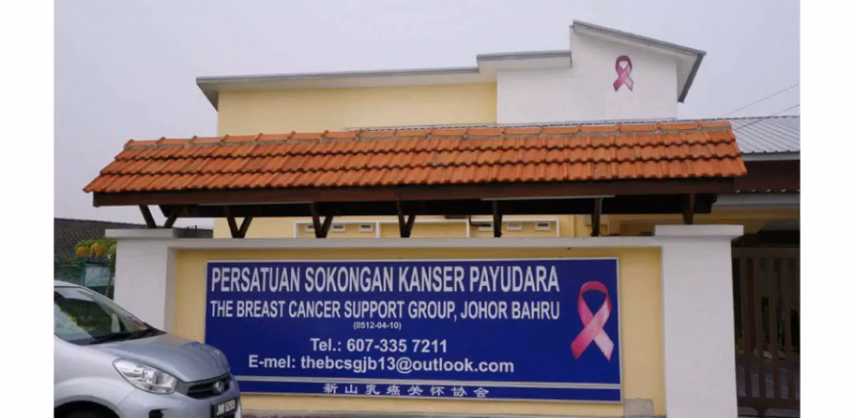 PERSATUAN SOKONGAN KANSER PAYUDARA
THE BREAST CANCER SUPPORT GROUP, JOHOR BAHRU
(0512-04-10)
Tel.: 607-335 7211
E-mel: thebcsgjb13@outlook.com
新山乳癌关怀协会